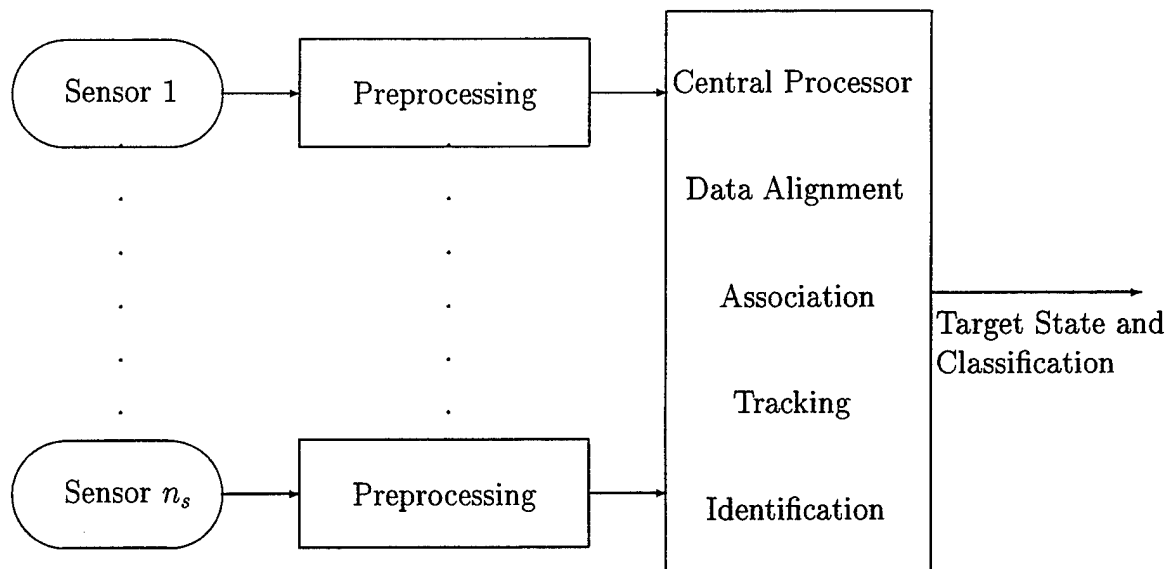 Sensor 1
Preprocessing
Central Processor
Data Alignment
Association
Target State and
Classification
Tracking
Sensor n_s
Preprocessing
Identification